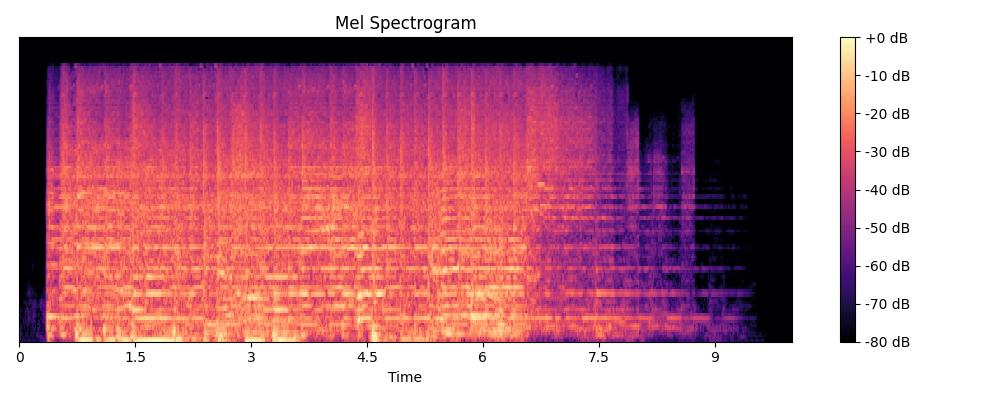 Mel Spectrogram
+0 dB
-10 dB
-20 dB
-30 dB
-40 dB
-50 dB
-60 dB
-70 dB
-80 dB
0 1.5 3 4.5 6 7.5 9
Time